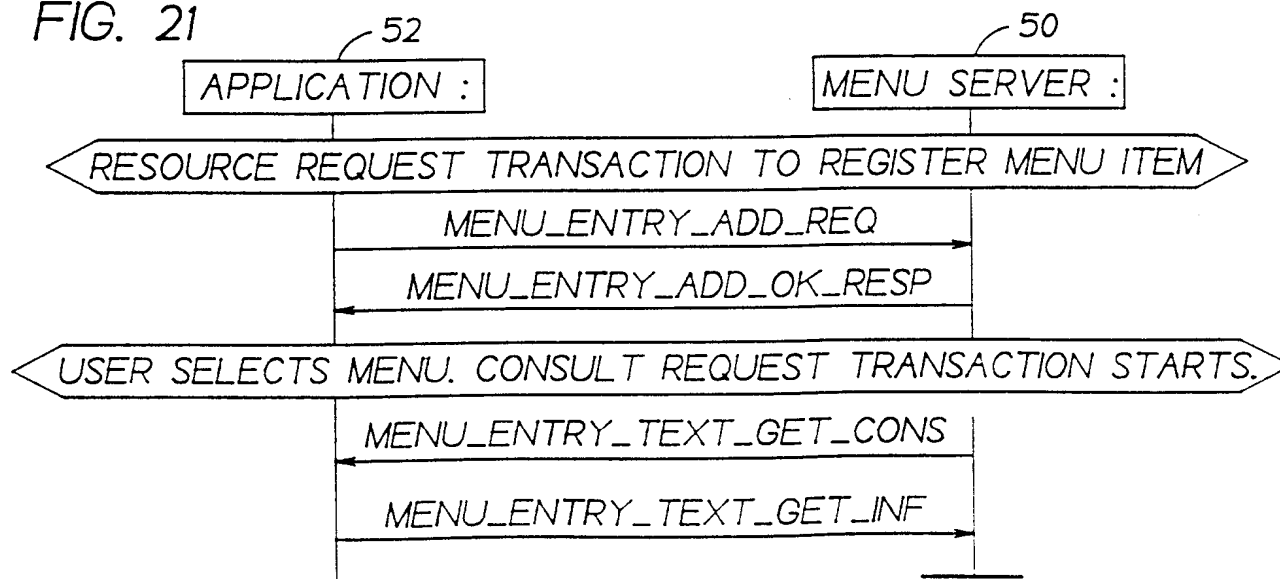 FIG. 21
52
50
APPLICATION :
MENU SERVER :
RESOURCE REQUEST TRANSACTION TO REGISTER MENU ITEM
MENU_ENTRY_ADD_REQ
MENU_ENTRY_ADD_OK_RESP
USER SELECTS MENU. CONSULT REQUEST TRANSACTION STARTS.
MENU_ENTRY_TEXT_GET_CONS
MENU_ENTRY_TEXT_GET_INF